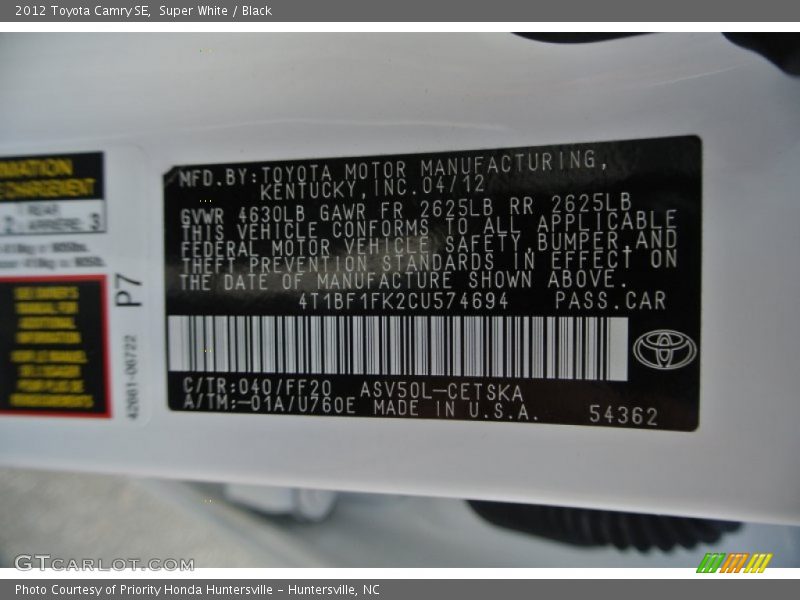 2012 Toyota Camry SE, Super White / Black
MFD.BY:TOYOTA MOTOR MANUFACTURING,
KENTUCKY,INC.04/12
GVWR 4630LB GAWR FR 2625LB RR 2625LB
THIS VEHICLE CONFORMS TO ALL APPLICABLE
FEDERAL MOTOR VEHICLE SAFETY,BUMPER,AND
THEFT PREVENTION STANDARDS IN EFFECT ON
THE DATE OF MANUFACTURE SHOWN ABOVE.
4T1BF1FK2CU574694 PASS.CAR
C/TR:040/FF20 ASV50L-CETSKA
A/TM:-01A/U760E MADE IN U.S.A.
54362
P7
42661-06722
GTCARLOT.COM
Photo Courtesy of Priority Honda Huntersville - Huntersville, NC